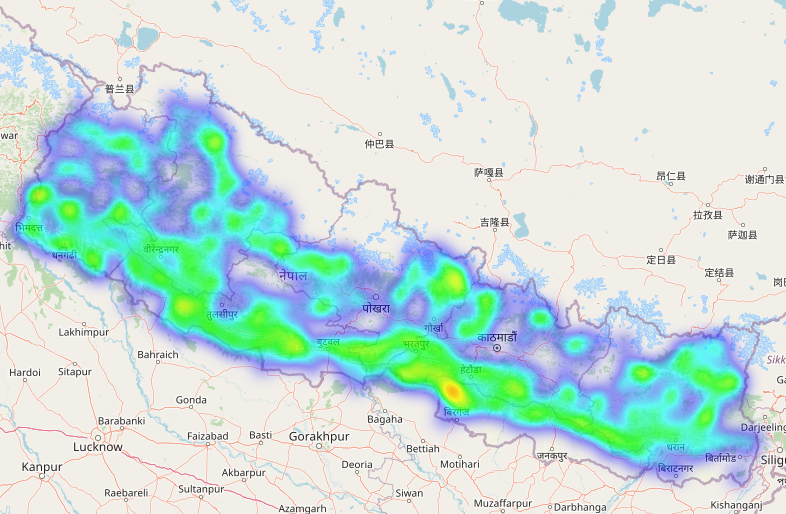 普兰县
war
仲巴县
萨嘎县
昂仁县
谢通门县
拉孜县
吉隆县
萨迦县
भिमदत्त
hit
धनगढी
वीरेन्द्रनगर
定日县
定结县
岗巴
नेपाल
पोखरा
तुलसीपुर
गोर्खा
Lakhimpur
बुटवल
भरतपुर
काठमाडौं
Bahraich
Sikk
Hardoi
Sitapur
हेटौंडा
Ga
Gonda
बिरगंज
Barabanki
Bagaha
Darjeeling
Faizabad
Basti
Gorakhpur
Lucknow
Bettiah
धरान
जनकपुर
बिर्तामोड
Silig
Kanpur
Akbarpur
Deoria
Motihari
बिराटनगर
Raebareli
Sultanpur
Siwan
Azamgarh
Muzaffarpur
Darbhanga
Kishanganj